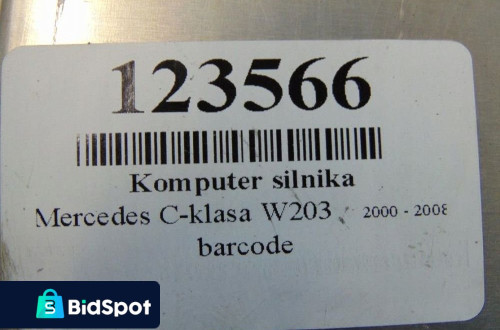 123566
Komputer silnika
Mercedes C-klasa W203 . 2000 - 2008
barcode
S BidSpot